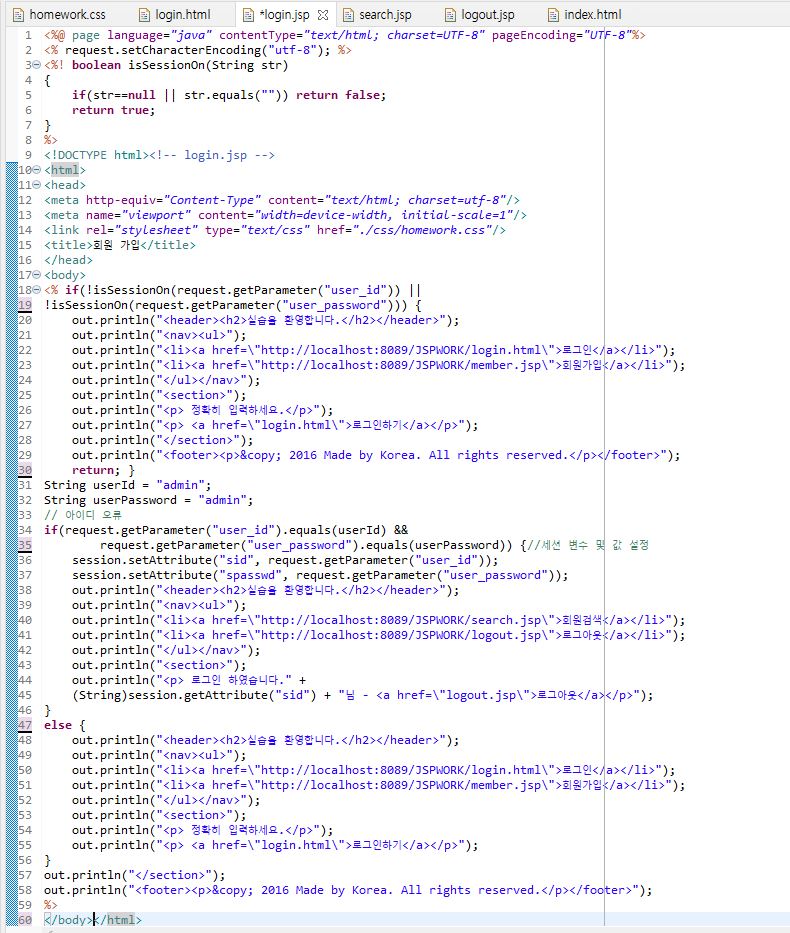 homework.css login.html *login.jsp search.jsp logout.jsp index.html
1 <%@ page language="java" contentType="text/html; charset=UTF-8" pageEncoding="UTF-8"%>
2 <% request.setCharacterEncoding("utf-8"); %>
3 <%! boolean isSessionOn(String str)
4 {
5     if(str==null || str.equals("")) return false;
6     return true;
7 }
8 %>
9 <!DOCTYPE html><!-- login.jsp -->
10 <html>
11 <head>
12 <meta http-equiv="Content-Type" content="text/html; charset=utf-8"/>
13 <meta name="viewport" content="width=device-width, initial-scale=1"/>
14 <link rel="stylesheet" type="text/css" href="./css/homework.css"/>
15 <title>회원 가입</title>
16 </head>
17 <body>
18 <% if(!isSessionOn(request.getParameter("user_id")) ||
19 !isSessionOn(request.getParameter("user_password"))) {
20     out.println("<header><h2>실습을 환영합니다.</h2></header>");
21     out.println("<nav><ul>");
22     out.println("<li><a href=\"http://localhost:8089/JSPWORK/login.html\">로그인</a></li>");
23     out.println("<li><a href=\"http://localhost:8089/JSPWORK/member.jsp\">회원가입</a></li>");
24     out.println("</ul></nav>");
25     out.println("<section>");
26     out.println("<p> 정확히 입력하세요.</p>");
27     out.println("<p> <a href=\"login.html\">로그인하기</a></p>");
28     out.println("</section>");
29     out.println("<footer><p>&copy; 2016 Made by Korea. All rights reserved.</p></footer>");
30     return; }
31 String userId = "admin";
32 String userPassword = "admin";
33 // 아이디 오류
34 if(request.getParameter("user_id").equals(userId) &&
35         request.getParameter("user_password").equals(userPassword)) {//세션 변수 및 값 설정
36     session.setAttribute("sid", request.getParameter("user_id"));
37     session.setAttribute("spasswd", request.getParameter("user_password"));
38     out.println("<header><h2>실습을 환영합니다.</h2></header>");
39     out.println("<nav><ul>");
40     out.println("<li><a href=\"http://localhost:8089/JSPWORK/search.jsp\">회원검색</a></li>");
41     out.println("<li><a href=\"http://localhost:8089/JSPWORK/logout.jsp\">로그아웃</a></li>");
42     out.println("</ul></nav>");
43     out.println("<section>");
44     out.println("<p> 로그인 하였습니다." +
45     (String)session.getAttribute("sid") + "님 - <a href=\"logout.jsp\">로그아웃</a></p>");
46 }
47 else {
48     out.println("<header><h2>실습을 환영합니다.</h2></header>");
49     out.println("<nav><ul>");
50     out.println("<li><a href=\"http://localhost:8089/JSPWORK/login.html\">로그인</a></li>");
51     out.println("<li><a href=\"http://localhost:8089/JSPWORK/member.jsp\">회원가입</a></li>");
52     out.println("</ul></nav>");
53     out.println("<section>");
54     out.println("<p> 정확히 입력하세요.</p>");
55     out.println("<p> <a href=\"login.html\">로그인하기</a></p>");
56 }
57 out.println("</section>");
58 out.println("<footer><p>&copy; 2016 Made by Korea. All rights reserved.</p></footer>");
59 %>
60 </body></html>